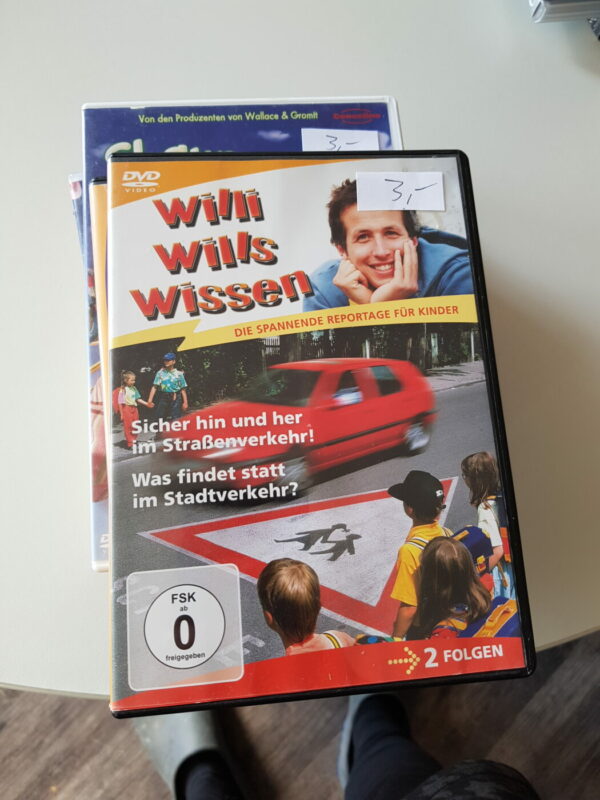 Von den Produzenten von Wallace & Gromit
3,-
DVD
VIDEO
3,-
Willi
Wills
Wissen
DIE SPANNENDE REPORTAGE FÜR KINDER
Sicher hin und her
im Straßenverkehr!
Was findet statt
im Stadtverkehr?
FSK
ab
0
freigegeben
2 FOLGEN